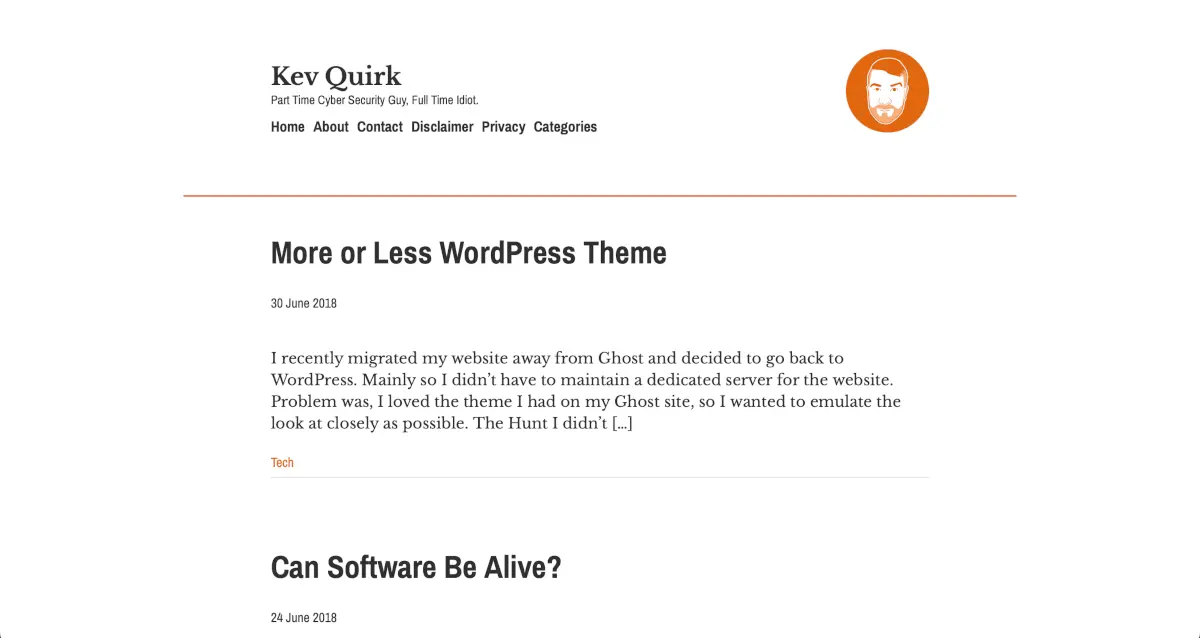 Kev Quirk
Part Time Cyber Security Guy, Full Time Idiot.
Home About Contact Disclaimer Privacy Categories
More or Less WordPress Theme
30 June 2018
I recently migrated my website away from Ghost and decided to go back to
WordPress. Mainly so I didn’t have to maintain a dedicated server for the website.
Problem was, I loved the theme I had on my Ghost site, so I wanted to emulate the
look at closely as possible. The Hunt I didn’t […]
Tech
Can Software Be Alive?
24 June 2018